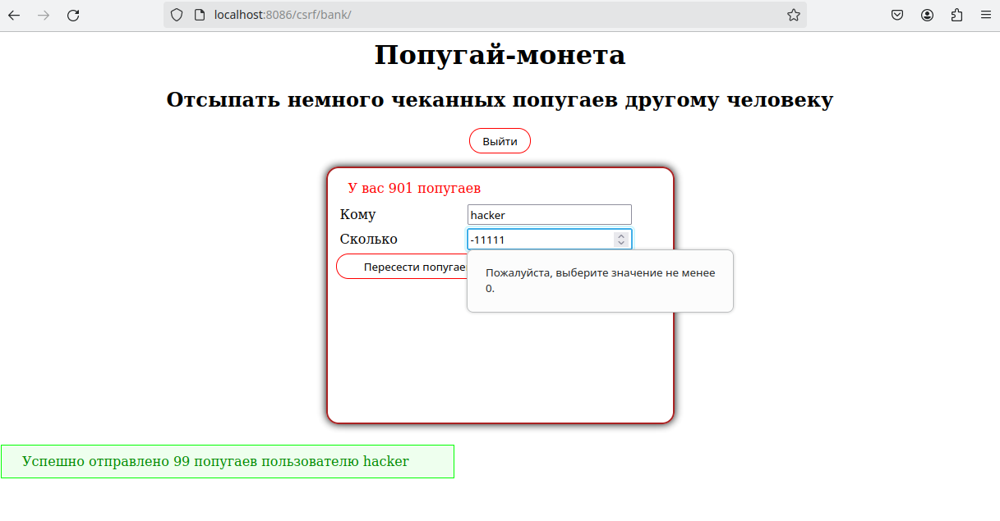 localhost:8086/csrf/bank/
Попугай-монета
Отсыпать немного чеканных попугаев другому человеку
Выйти
У вас 901 попугаев
Кому hacker
Сколько -11111
Пересести попугае
Пожалуйста, выберите значение не менее
0.
Успешно отправлено 99 попугаев пользователю hacker